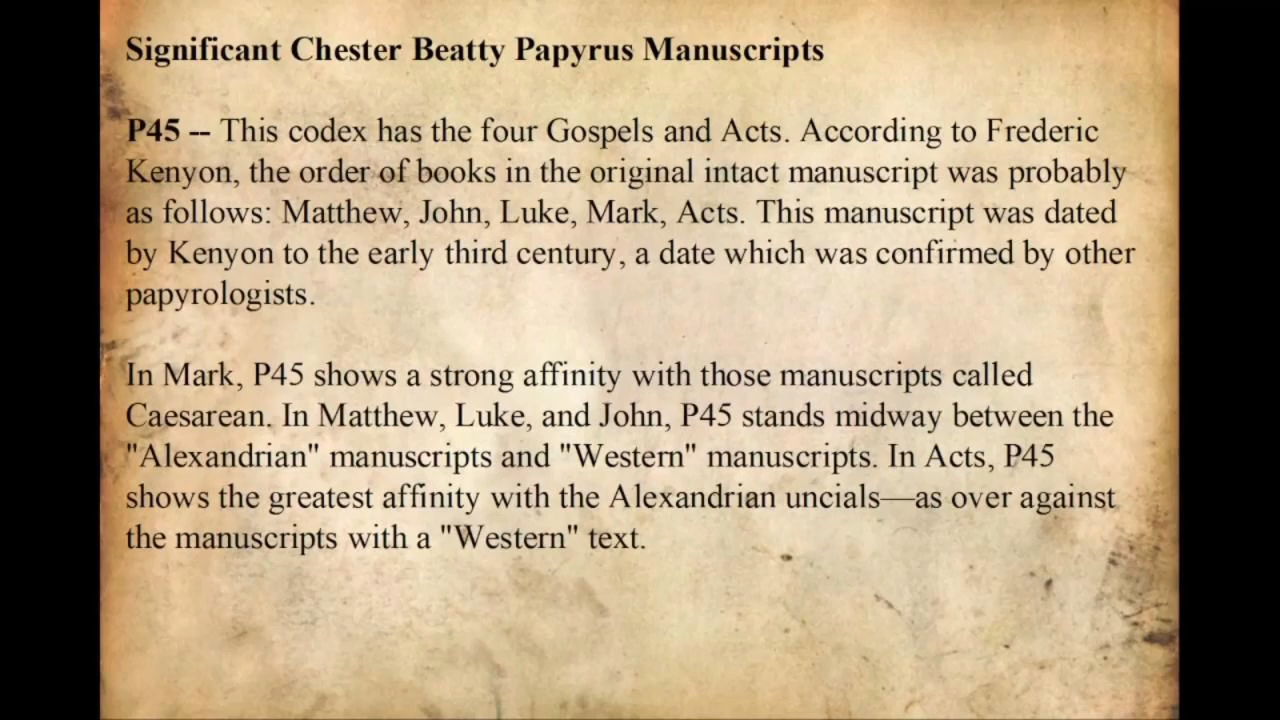 Significant Chester Beatty Papyrus Manuscripts
P45 -- This codex has the four Gospels and Acts. According to Frederic
Kenyon, the order of books in the original intact manuscript was probably
as follows: Matthew, John, Luke, Mark, Acts. This manuscript was dated
by Kenyon to the early third century, a date which was confirmed by other
papyrologists.
In Mark, P45 shows a strong affinity with those manuscripts called
Caesarean. In Matthew, Luke, and John, P45 stands midway between the
"Alexandrian" manuscripts and "Western" manuscripts. In Acts, P45
shows the greatest affinity with the Alexandrian uncials—as over against
the manuscripts with a "Western" text.